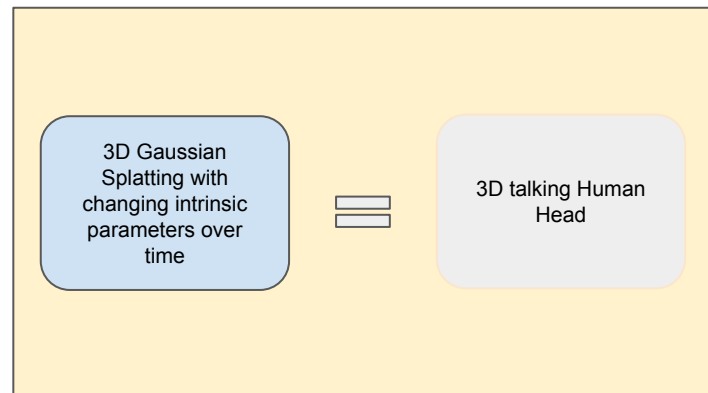 3D Gaussian
Splatting with
changing intrinsic
parameters over
time
3D talking Human
Head